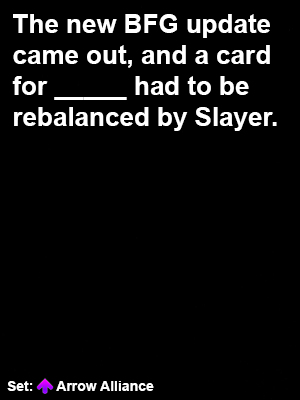 The new BFG update
came out, and a card
for _____ had to be
rebalanced by Slayer.
Set: Arrow Alliance